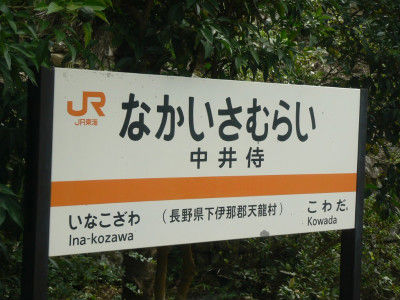 JR
JR東海
なかいさむらい
中井侍
いなこざわ
Ina-kozawa
（長野県下伊那郡天龍村）
こわだ
Kowada